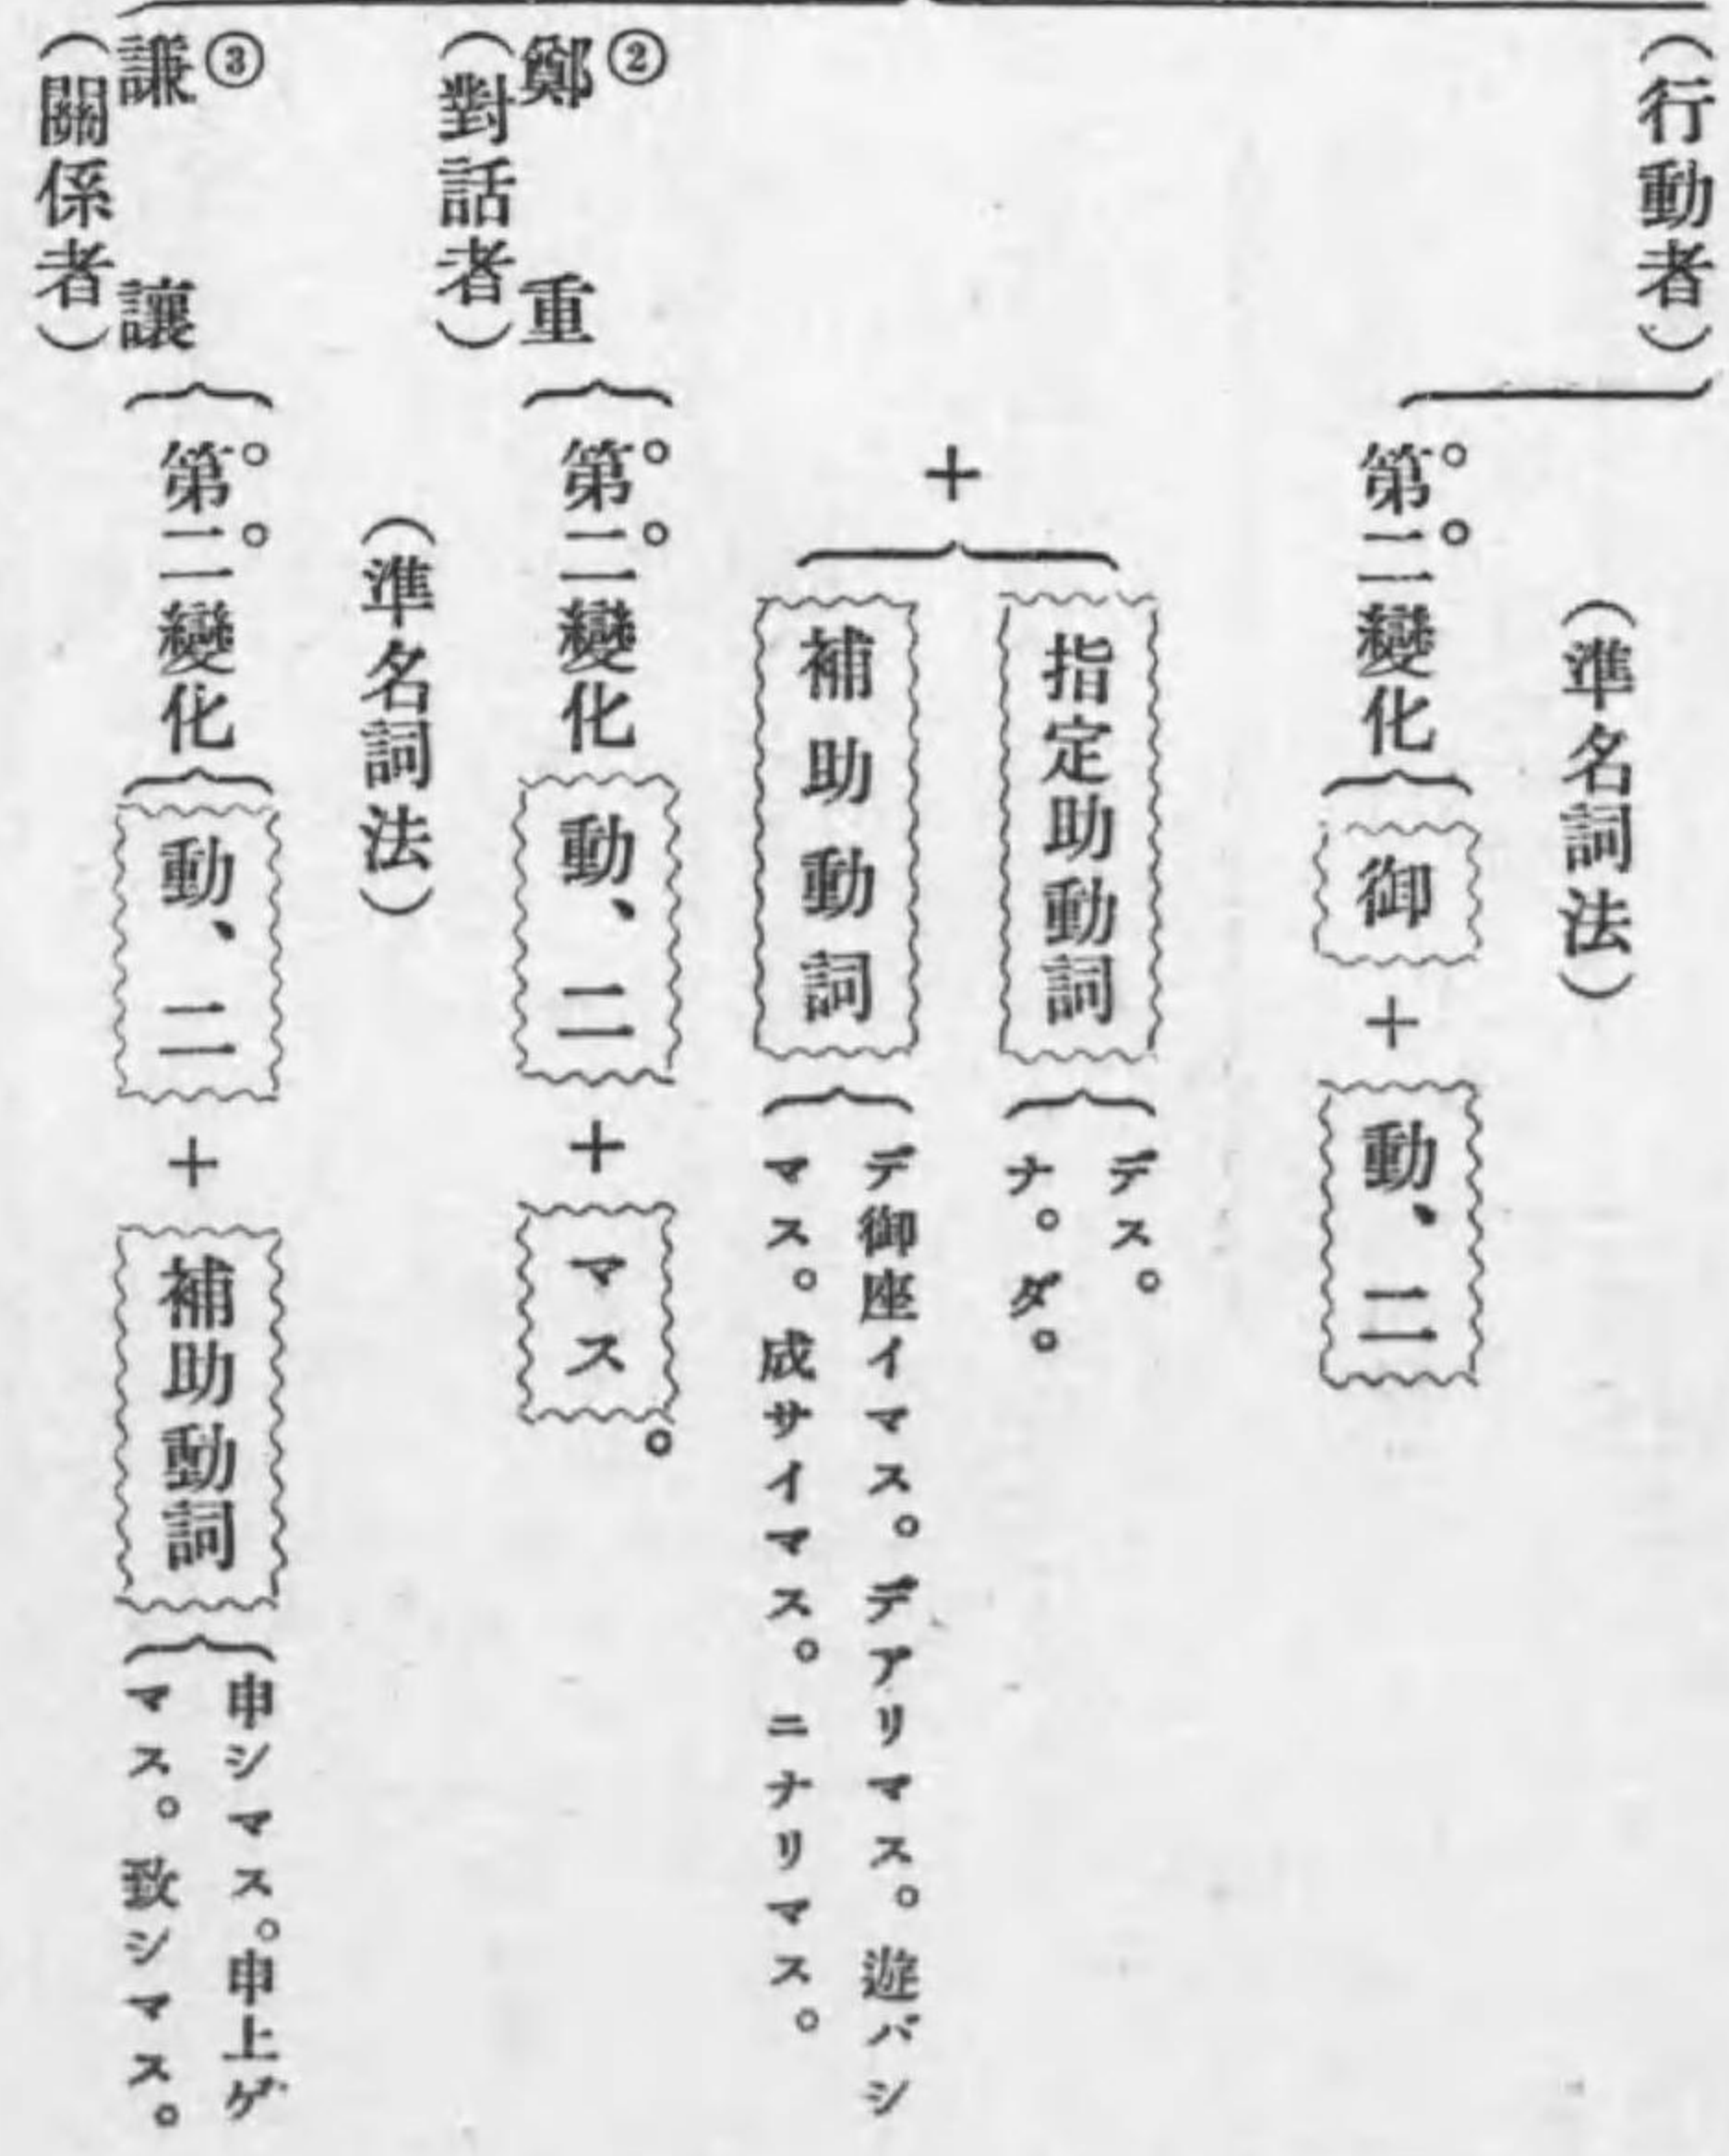 (行動者)
(準名詞法)
第二變化
御
+
動、二
+
指定助動詞
デス。
ナ。ダ。
補助動詞
デ御座イマス。デアリマス。遊バシ
マス。成サイマス。ニナリマス。
②
鄭重
(對話者)
第二變化
動、二
+
マス。
(準名詞法)
③
謙讓
(關係者)
第二變化
動、二
+
補助動詞
申シマス。申上ゲ
マス。致シマス。